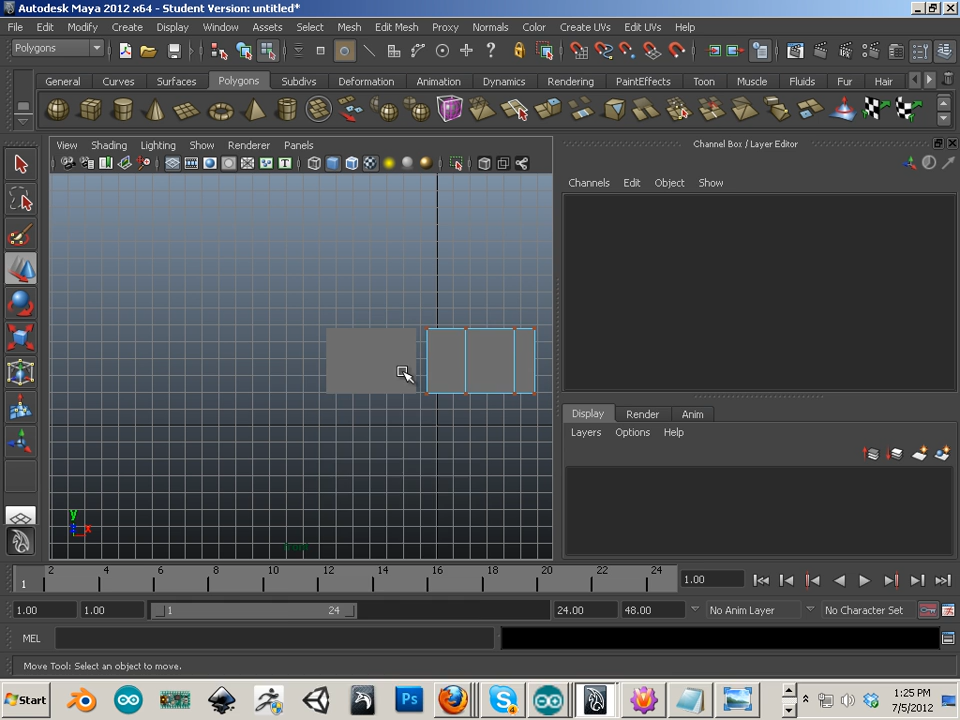 Autodesk Maya 2012 x64 - Student Version: untitled*
File Edit Modify Create Display Window Assets Select Mesh Edit Mesh Proxy Normals Color Create UVs Edit UVs Help
Polygons
General Curves Surfaces Polygons Subdivs Deformation Animation Dynamics Rendering PaintEffects Toon Muscle Fluids Fur Hair
View Shading Lighting Show Renderer Panels
Channel Box / Layer Editor
Channels Edit Object Show
y
x
front
Display Render Anim
Layers Options Help
2 4 6 8 10 12 14 16 18 20 22 24
1
1.00
1.00 1.00 1 24 24.00 48.00 No Anim Layer No Character Set
MEL
Move Tool: Select an object to move.
Start
Ps
S 4
1:25 PM
7/5/2012